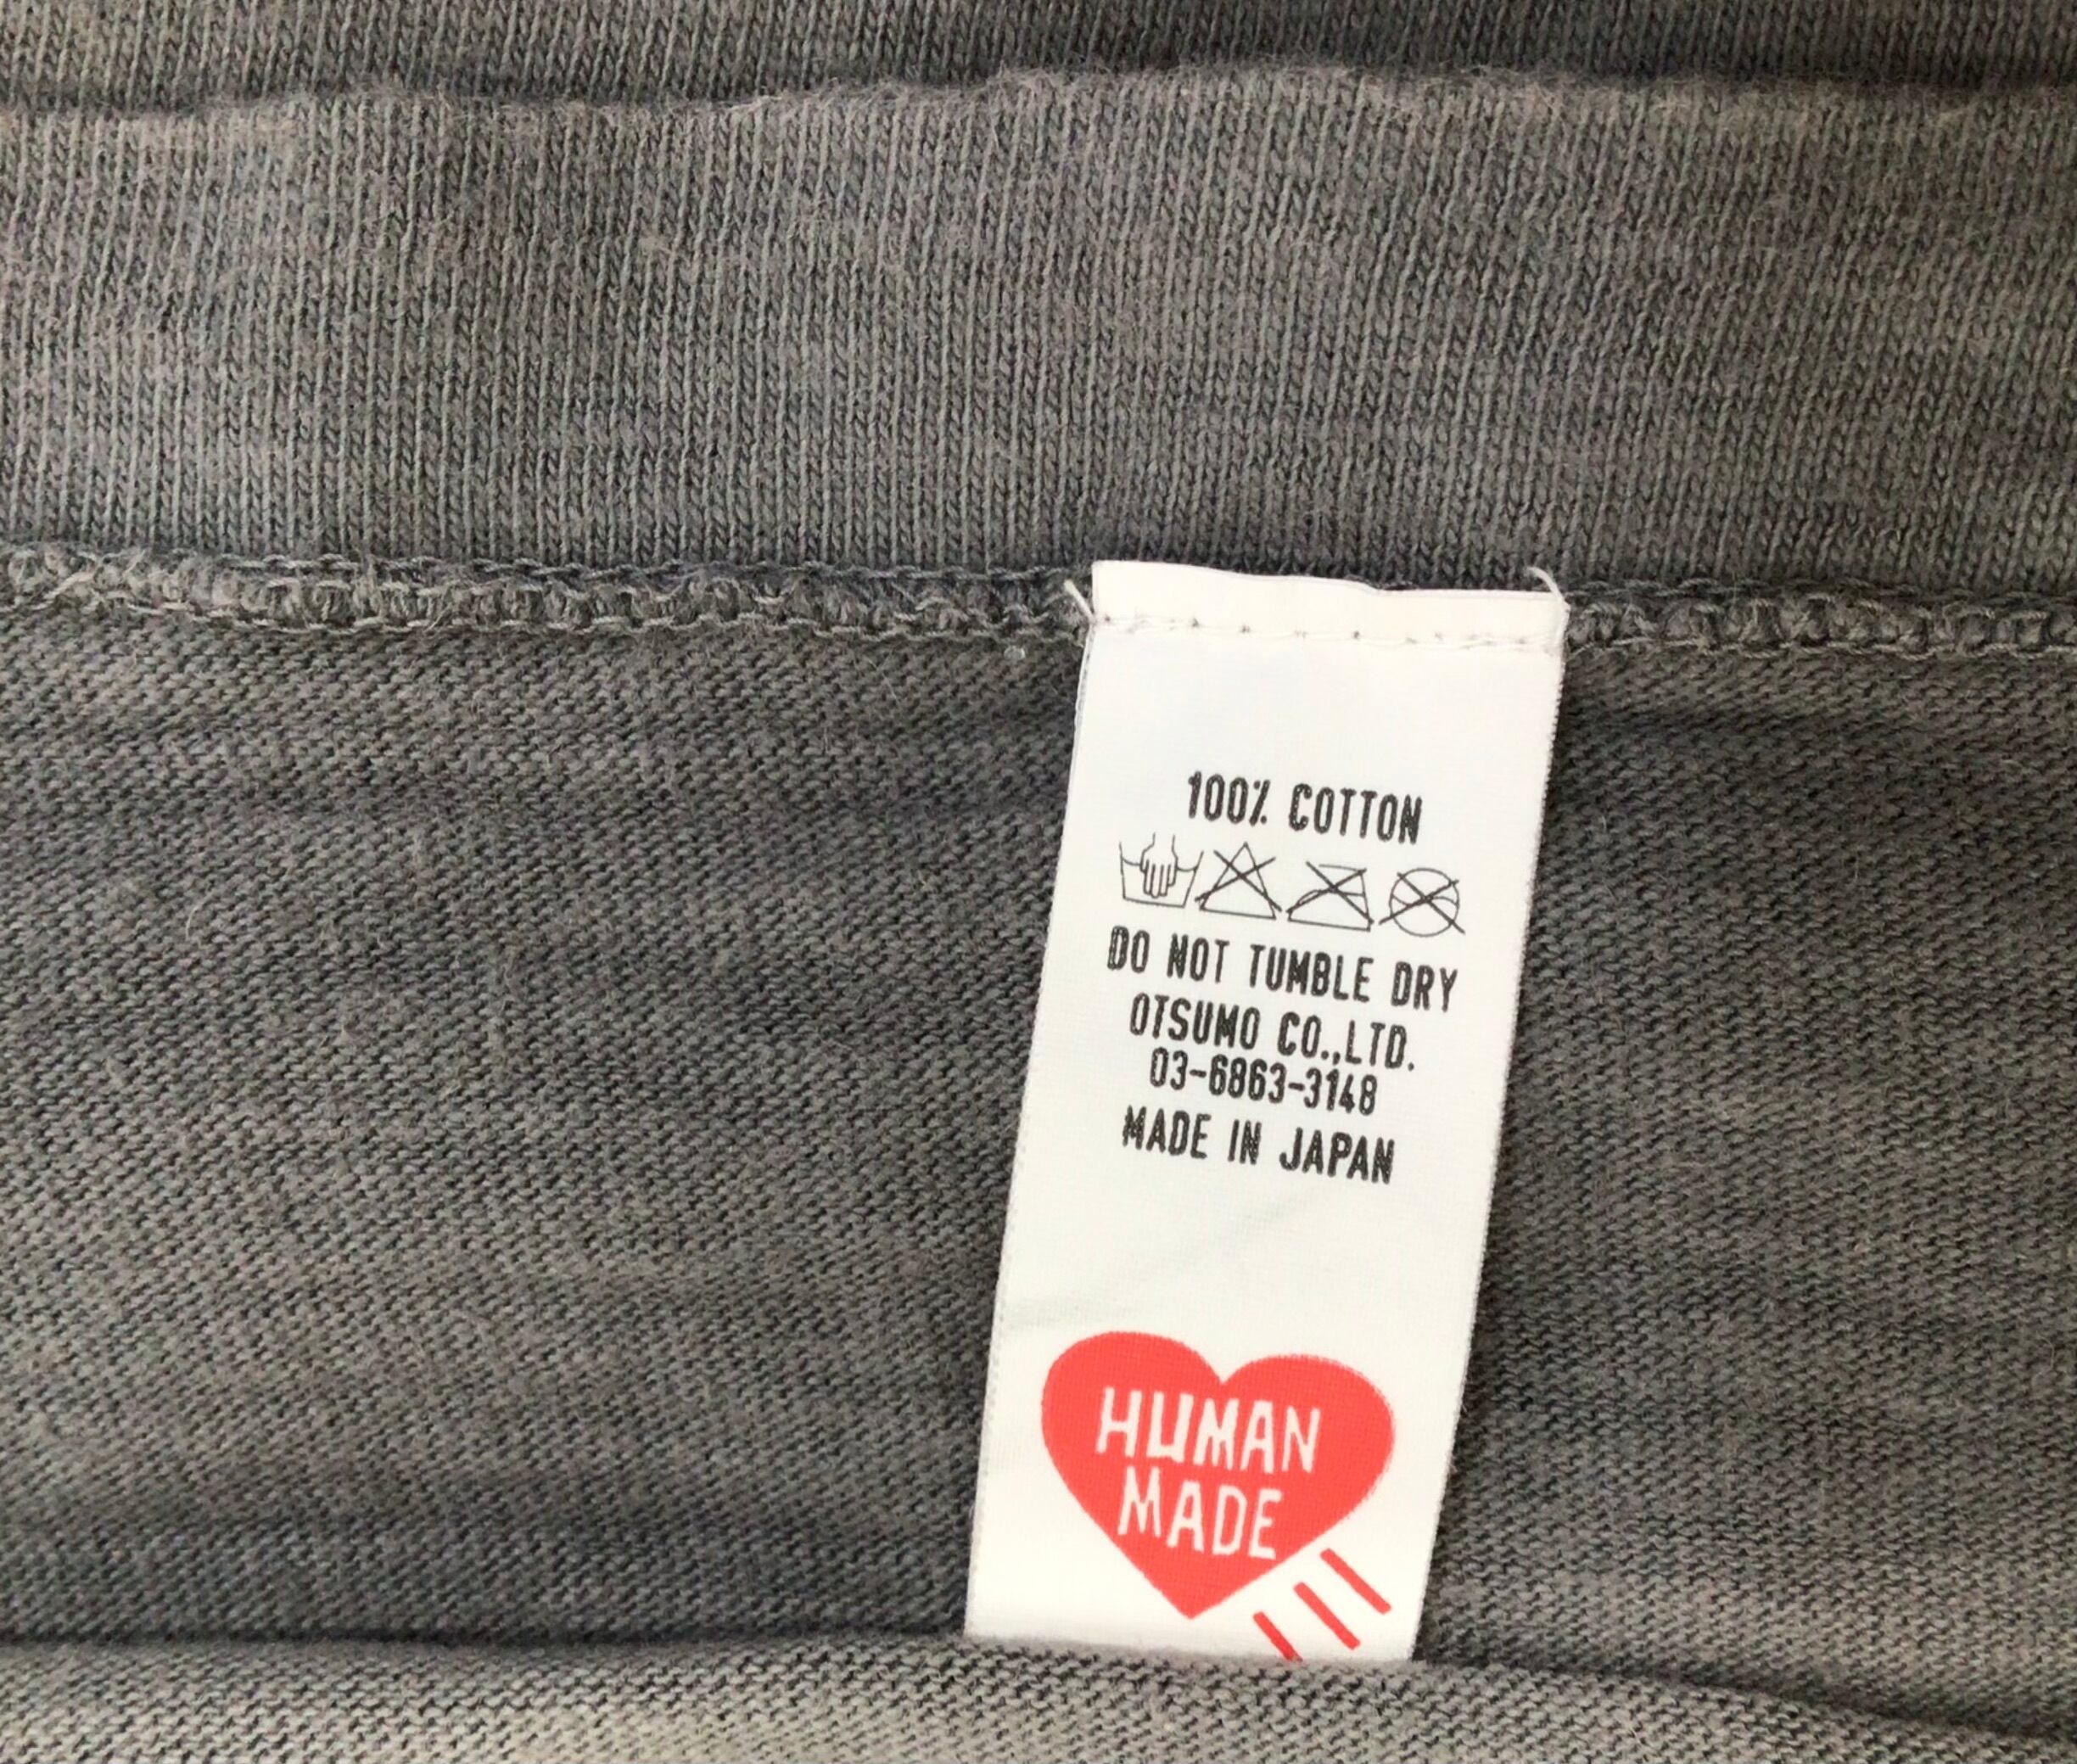 100% COTTON
DO NOT TUMBLE DRY
OTSUMO CO.,LTD.
03-6863-3148
MADE IN JAPAN
HUMAN
MADE